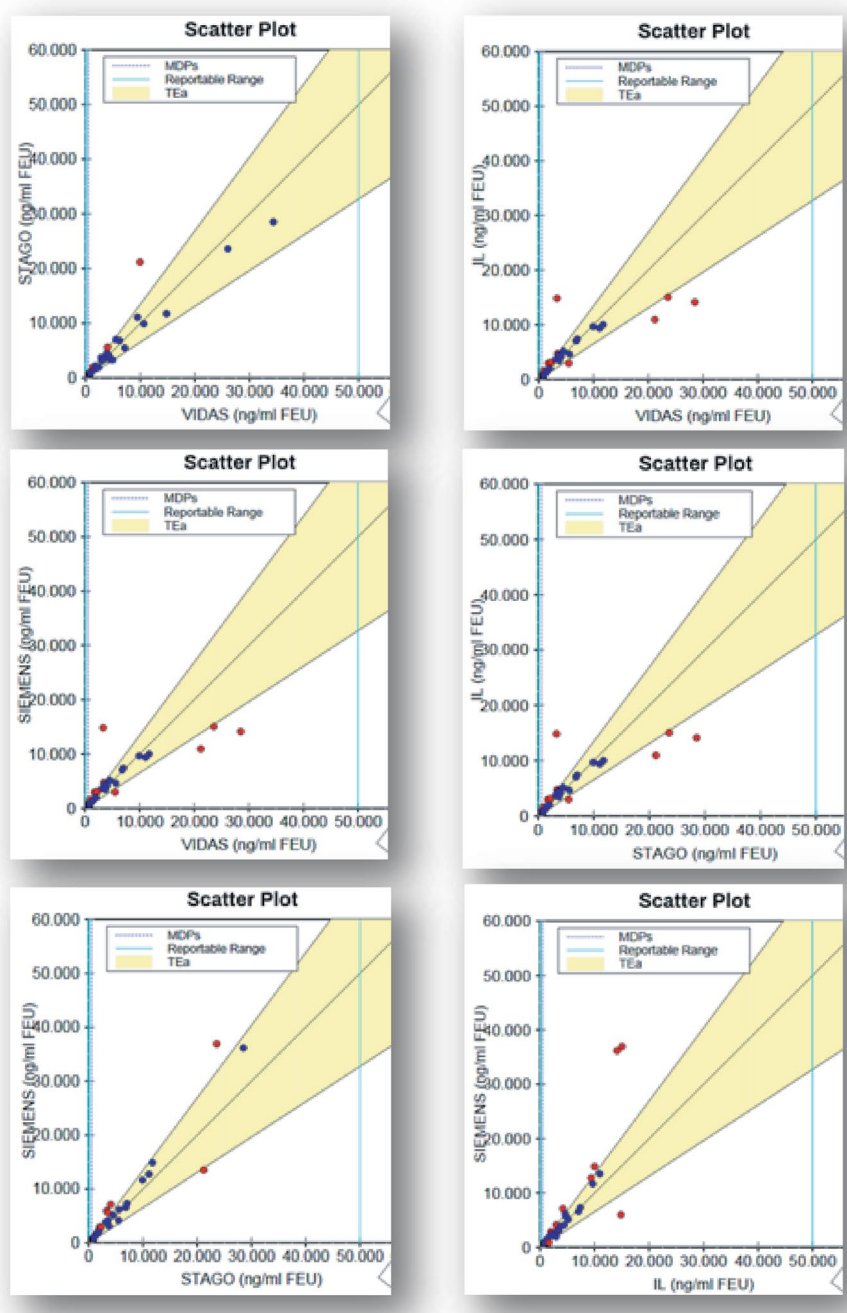 Scatter Plot
60.000
50.000
40.000
30.000
20.000
10.000
0
MDPs
Reportable Range
TEa
STAGO (ng/ml FEU)
0 10.000 20.000 30.000 40.000 50.000
VIDAS (ng/ml FEU)
Scatter Plot
60.000
50.000
40.000
30.000
20.000
10.000
0
MDPs
Reportable Range
TEa
IL (ng/ml FEU)
0 10.000 20.000 30.000 40.000 50.000
VIDAS (ng/ml FEU)
Scatter Plot
60.000
50.000
40.000
30.000
20.000
10.000
0
MDPs
Reportable Range
TEa
SIEMENS (ng/ml FEU)
0 10.000 20.000 30.000 40.000 50.000
VIDAS (ng/ml FEU)
Scatter Plot
60.000
50.000
40.000
30.000
20.000
10.000
0
MDPs
Reportable Range
TEa
IL (ng/ml FEU)
0 10.000 20.000 30.000 40.000 50.000
STAGO (ng/ml FEU)
Scatter Plot
60.000
50.000
40.000
30.000
20.000
10.000
0
MDPs
Reportable Range
TEa
SIEMENS (ng/ml FEU)
0 10.000 20.000 30.000 40.000 50.000
STAGO (ng/ml FEU)
Scatter Plot
60.000
50.000
40.000
30.000
20.000
10.000
0
MDPs
Reportable Range
TEa
SIEMENS (ng/ml FEU)
0 10.000 20.000 30.000 40.000 50.000
IL (ng/ml FEU)